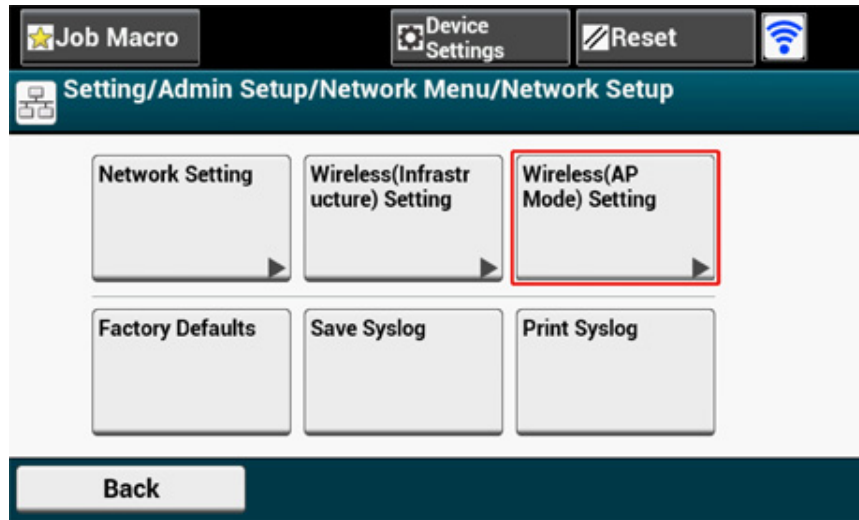 Job Macro
Device
Settings
Reset
Setting/Admin Setup/Network Menu/Network Setup
Network Setting
Wireless(Infrastr
ucture) Setting
Wireless(AP
Mode) Setting
Factory Defaults
Save Syslog
Print Syslog
Back